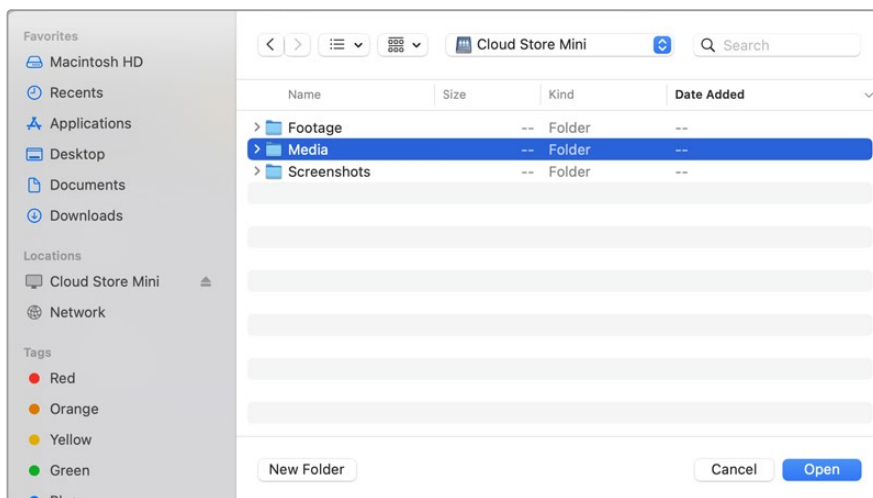 Favorites
Macintosh HD
Recents
Applications
Desktop
Documents
Downloads
Locations
Cloud Store Mini
Network
Tags
Red
Orange
Yellow
Green
Cloud Store Mini
Search
Name Size Kind Date Added
Footage -- Folder --
Media -- Folder --
Screenshots -- Folder --
New Folder Cancel Open